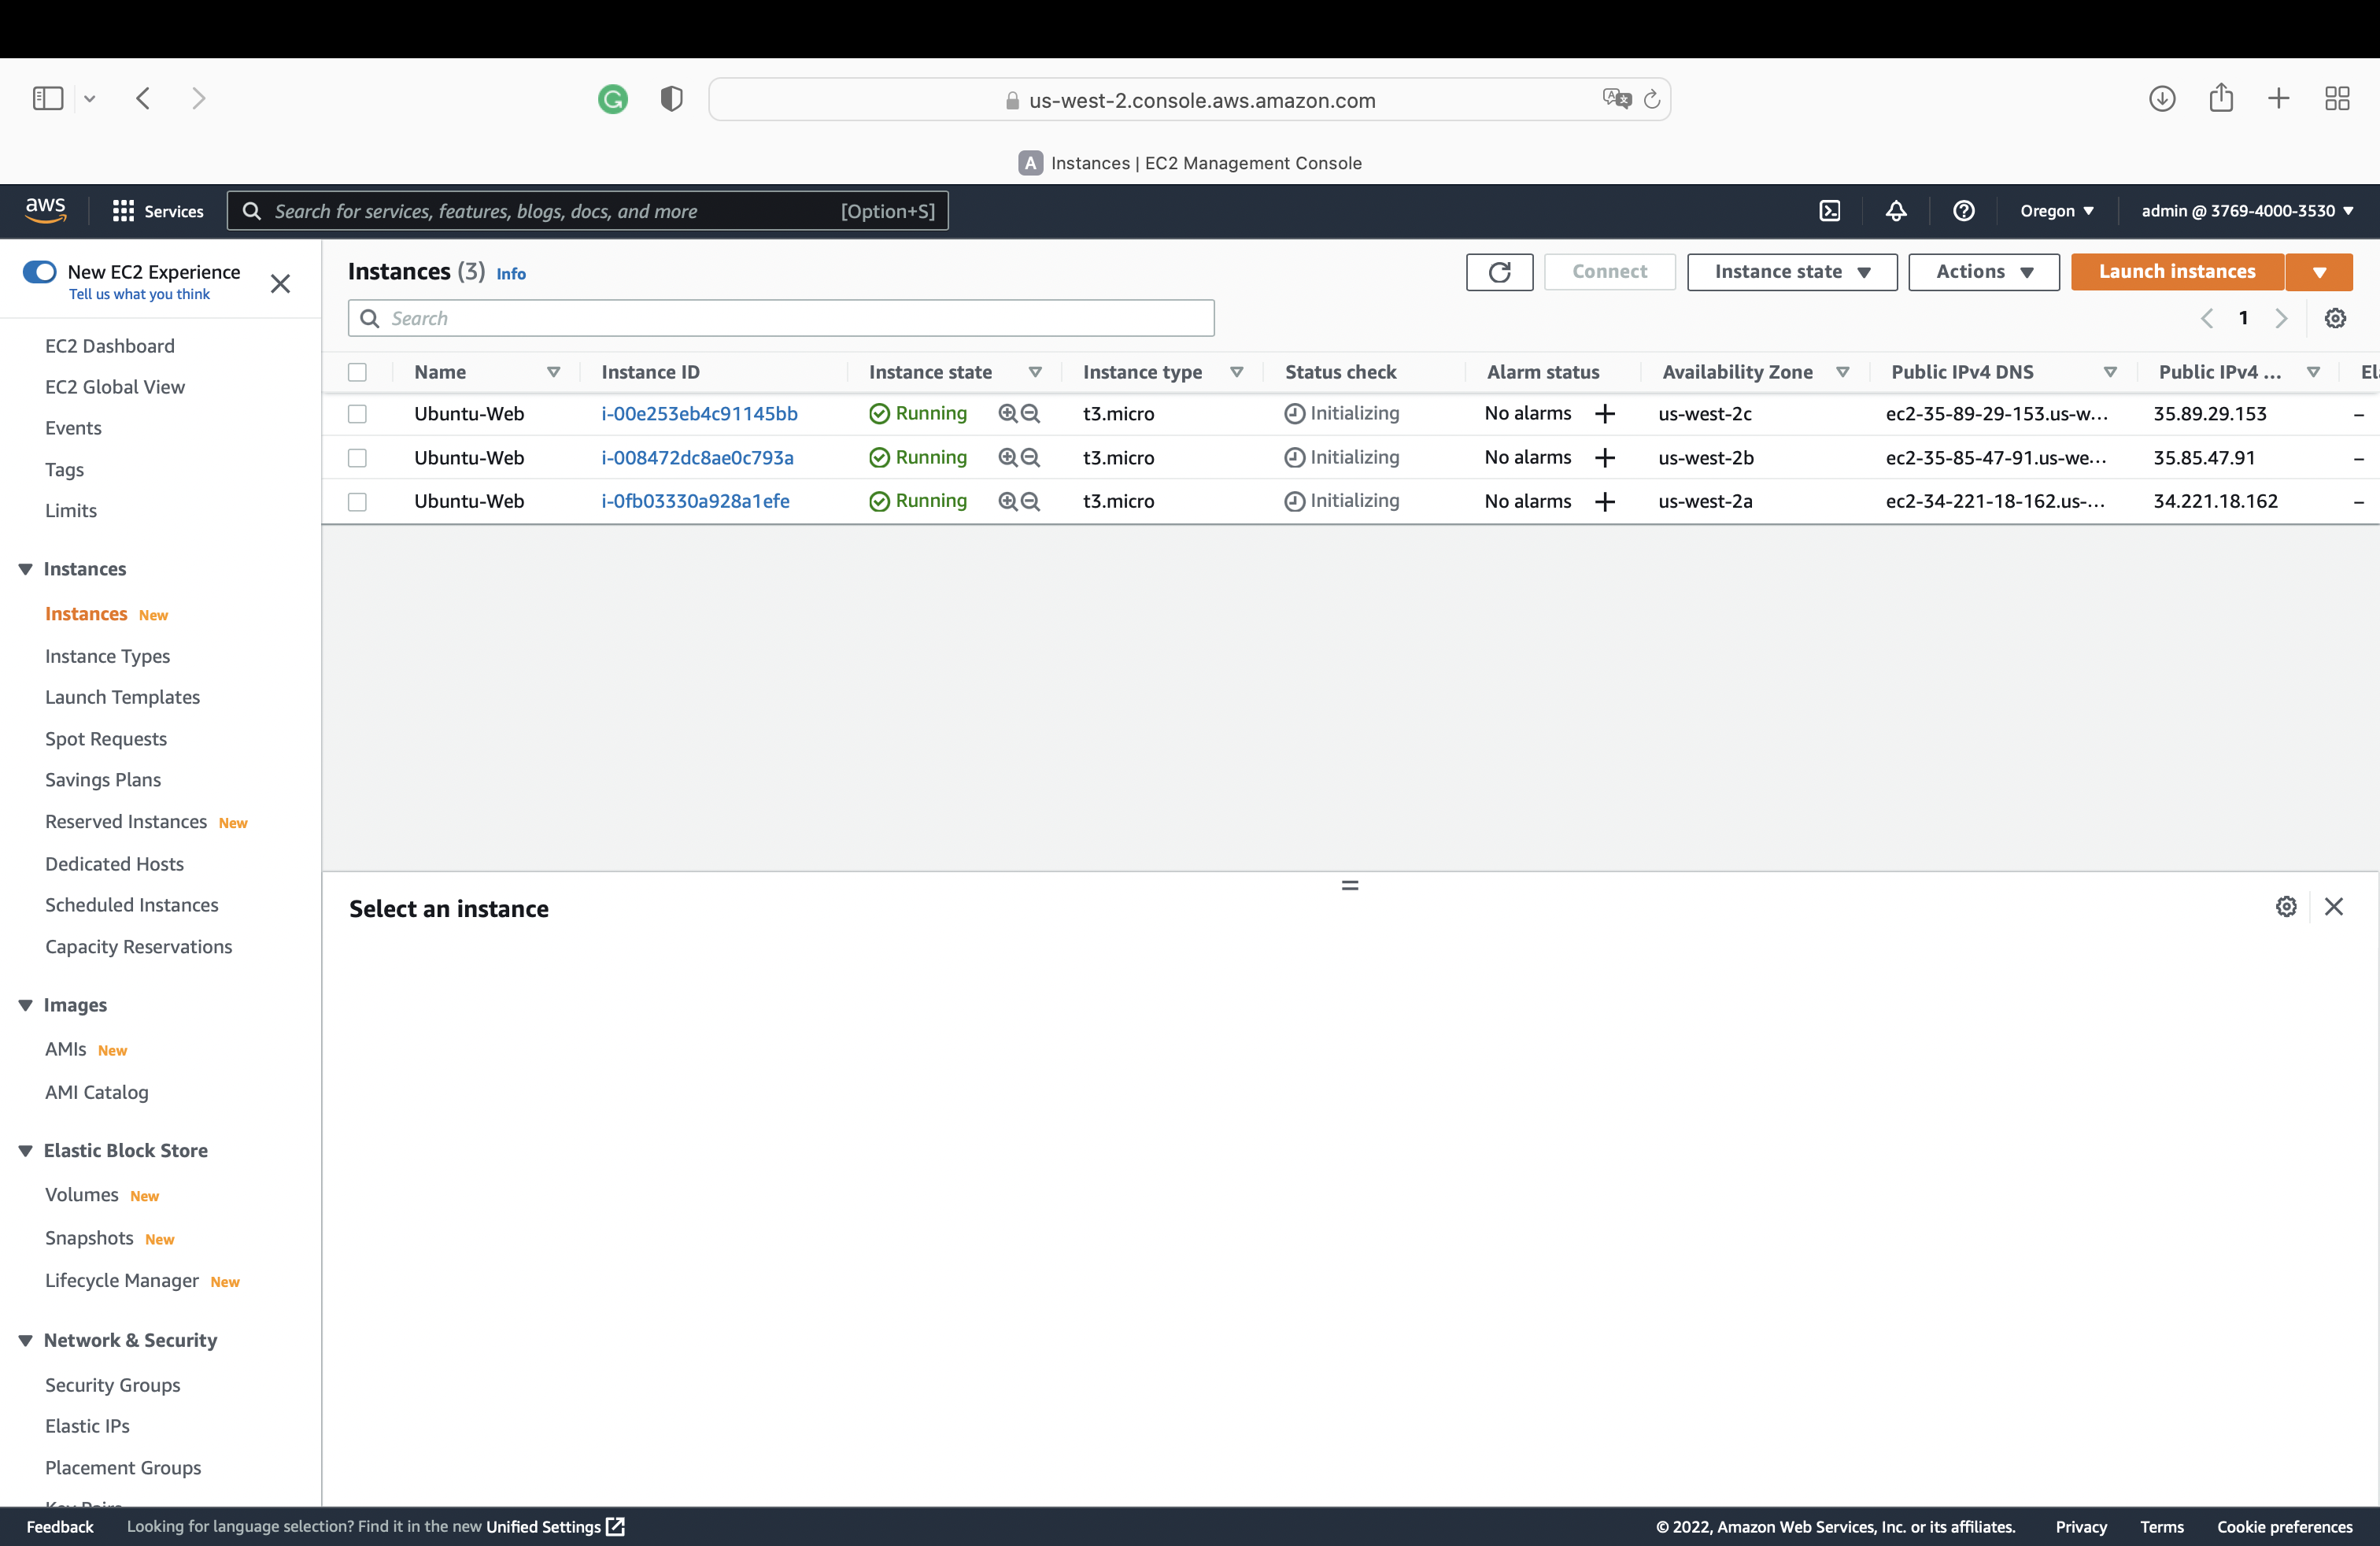 us-west-2.console.aws.amazon.com
A Instances | EC2 Management Console
aws Services Search for services, features, blogs, docs, and more [Option+S] Oregon ▼ admin @ 3769-4000-3530 ▼
New EC2 Experience
Tell us what you think
EC2 Dashboard
EC2 Global View
Events
Tags
Limits
Instances
Instances New
Instance Types
Launch Templates
Spot Requests
Savings Plans
Reserved Instances New
Dedicated Hosts
Scheduled Instances
Capacity Reservations
Images
AMIs New
AMI Catalog
Elastic Block Store
Volumes New
Snapshots New
Lifecycle Manager New
Network & Security
Security Groups
Elastic IPs
Placement Groups
Instances (3) Info Connect Instance state Actions Launch instances
Search 1
Name Instance ID Instance state Instance type Status check Alarm status Availability Zone Public IPv4 DNS Public IPv4 ...
Ubuntu-Web i-00e253eb4c91145bb Running t3.micro Initializing No alarms + us-west-2c ec2-35-89-29-153.us-w... 35.89.29.153 –
Ubuntu-Web i-008472dc8ae0c793a Running t3.micro Initializing No alarms + us-west-2b ec2-35-85-47-91.us-we... 35.85.47.91 –
Ubuntu-Web i-0fb03330a928a1efe Running t3.micro Initializing No alarms + us-west-2a ec2-34-221-18-162.us-... 34.221.18.162 –
Select an instance
Feedback Looking for language selection? Find it in the new Unified Settings © 2022, Amazon Web Services, Inc. or its affiliates. Privacy Terms Cookie preferences